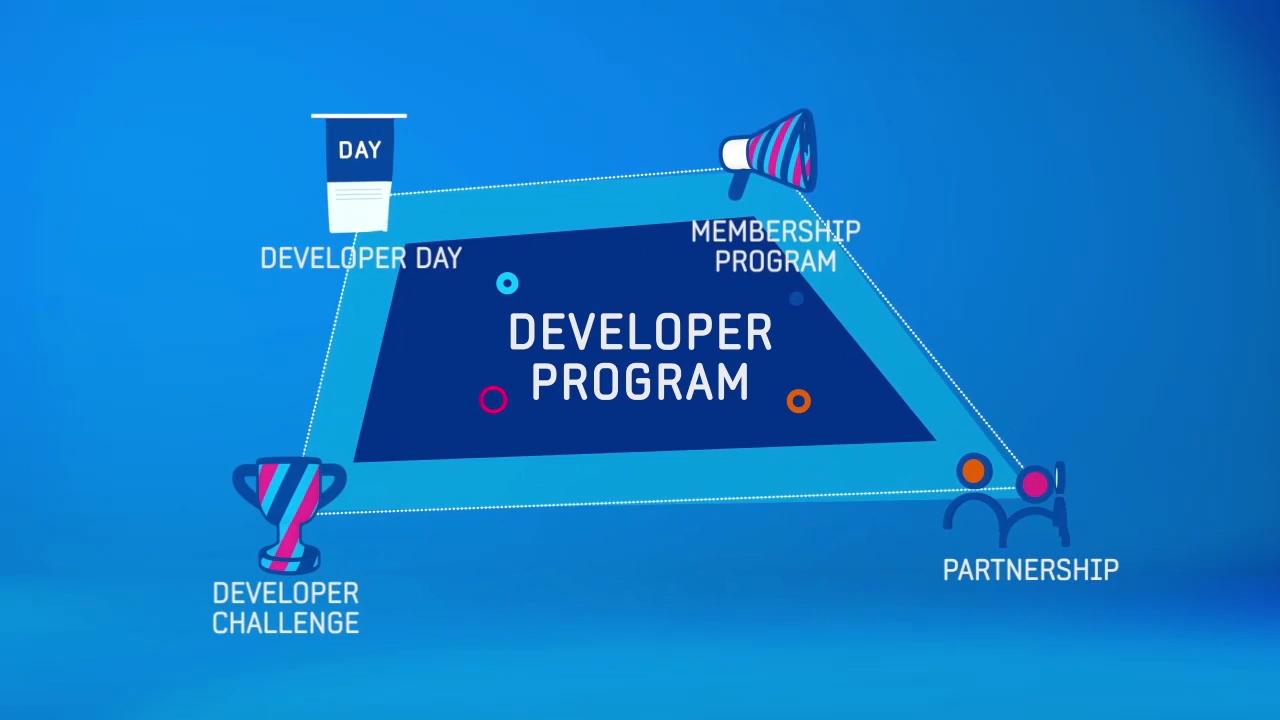 DAY
DEVELOPER DAY
MEMBERSHIP
PROGRAM
DEVELOPER
PROGRAM
DEVELOPER
CHALLENGE
PARTNERSHIP